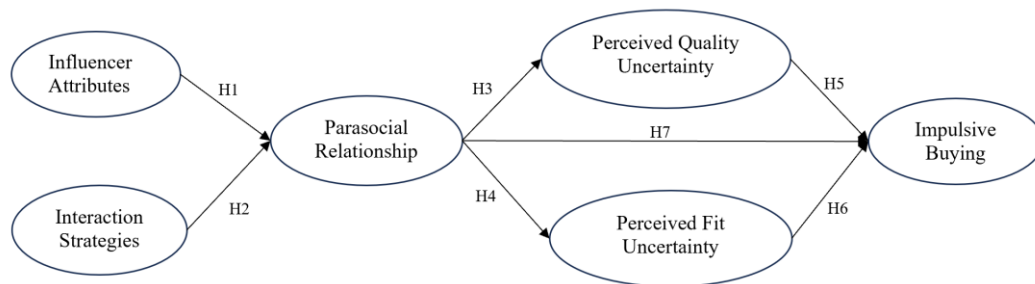 Influencer
Attributes
H1
Interaction
Strategies
H2
Parasocial
Relationship
H3
H4
Perceived Quality
Uncertainty
H7
Perceived Fit
Uncertainty
H5
H6
Impulsive
Buying